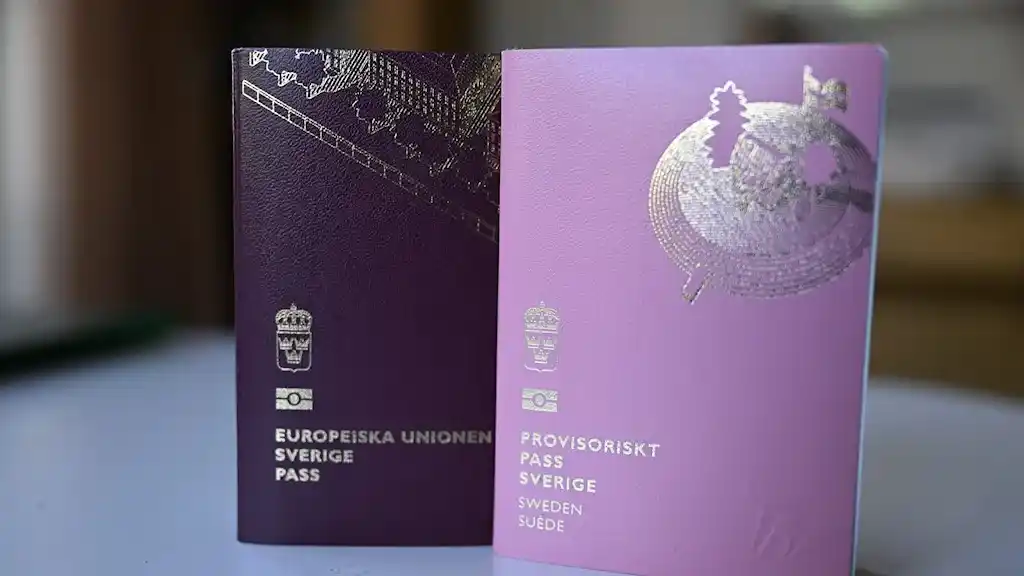 EUROPEISKA UNIONEN
SVERIGE
PASS
PROVISORISKT
PASS
SVERIGE
SWEDEN
SUÈDE